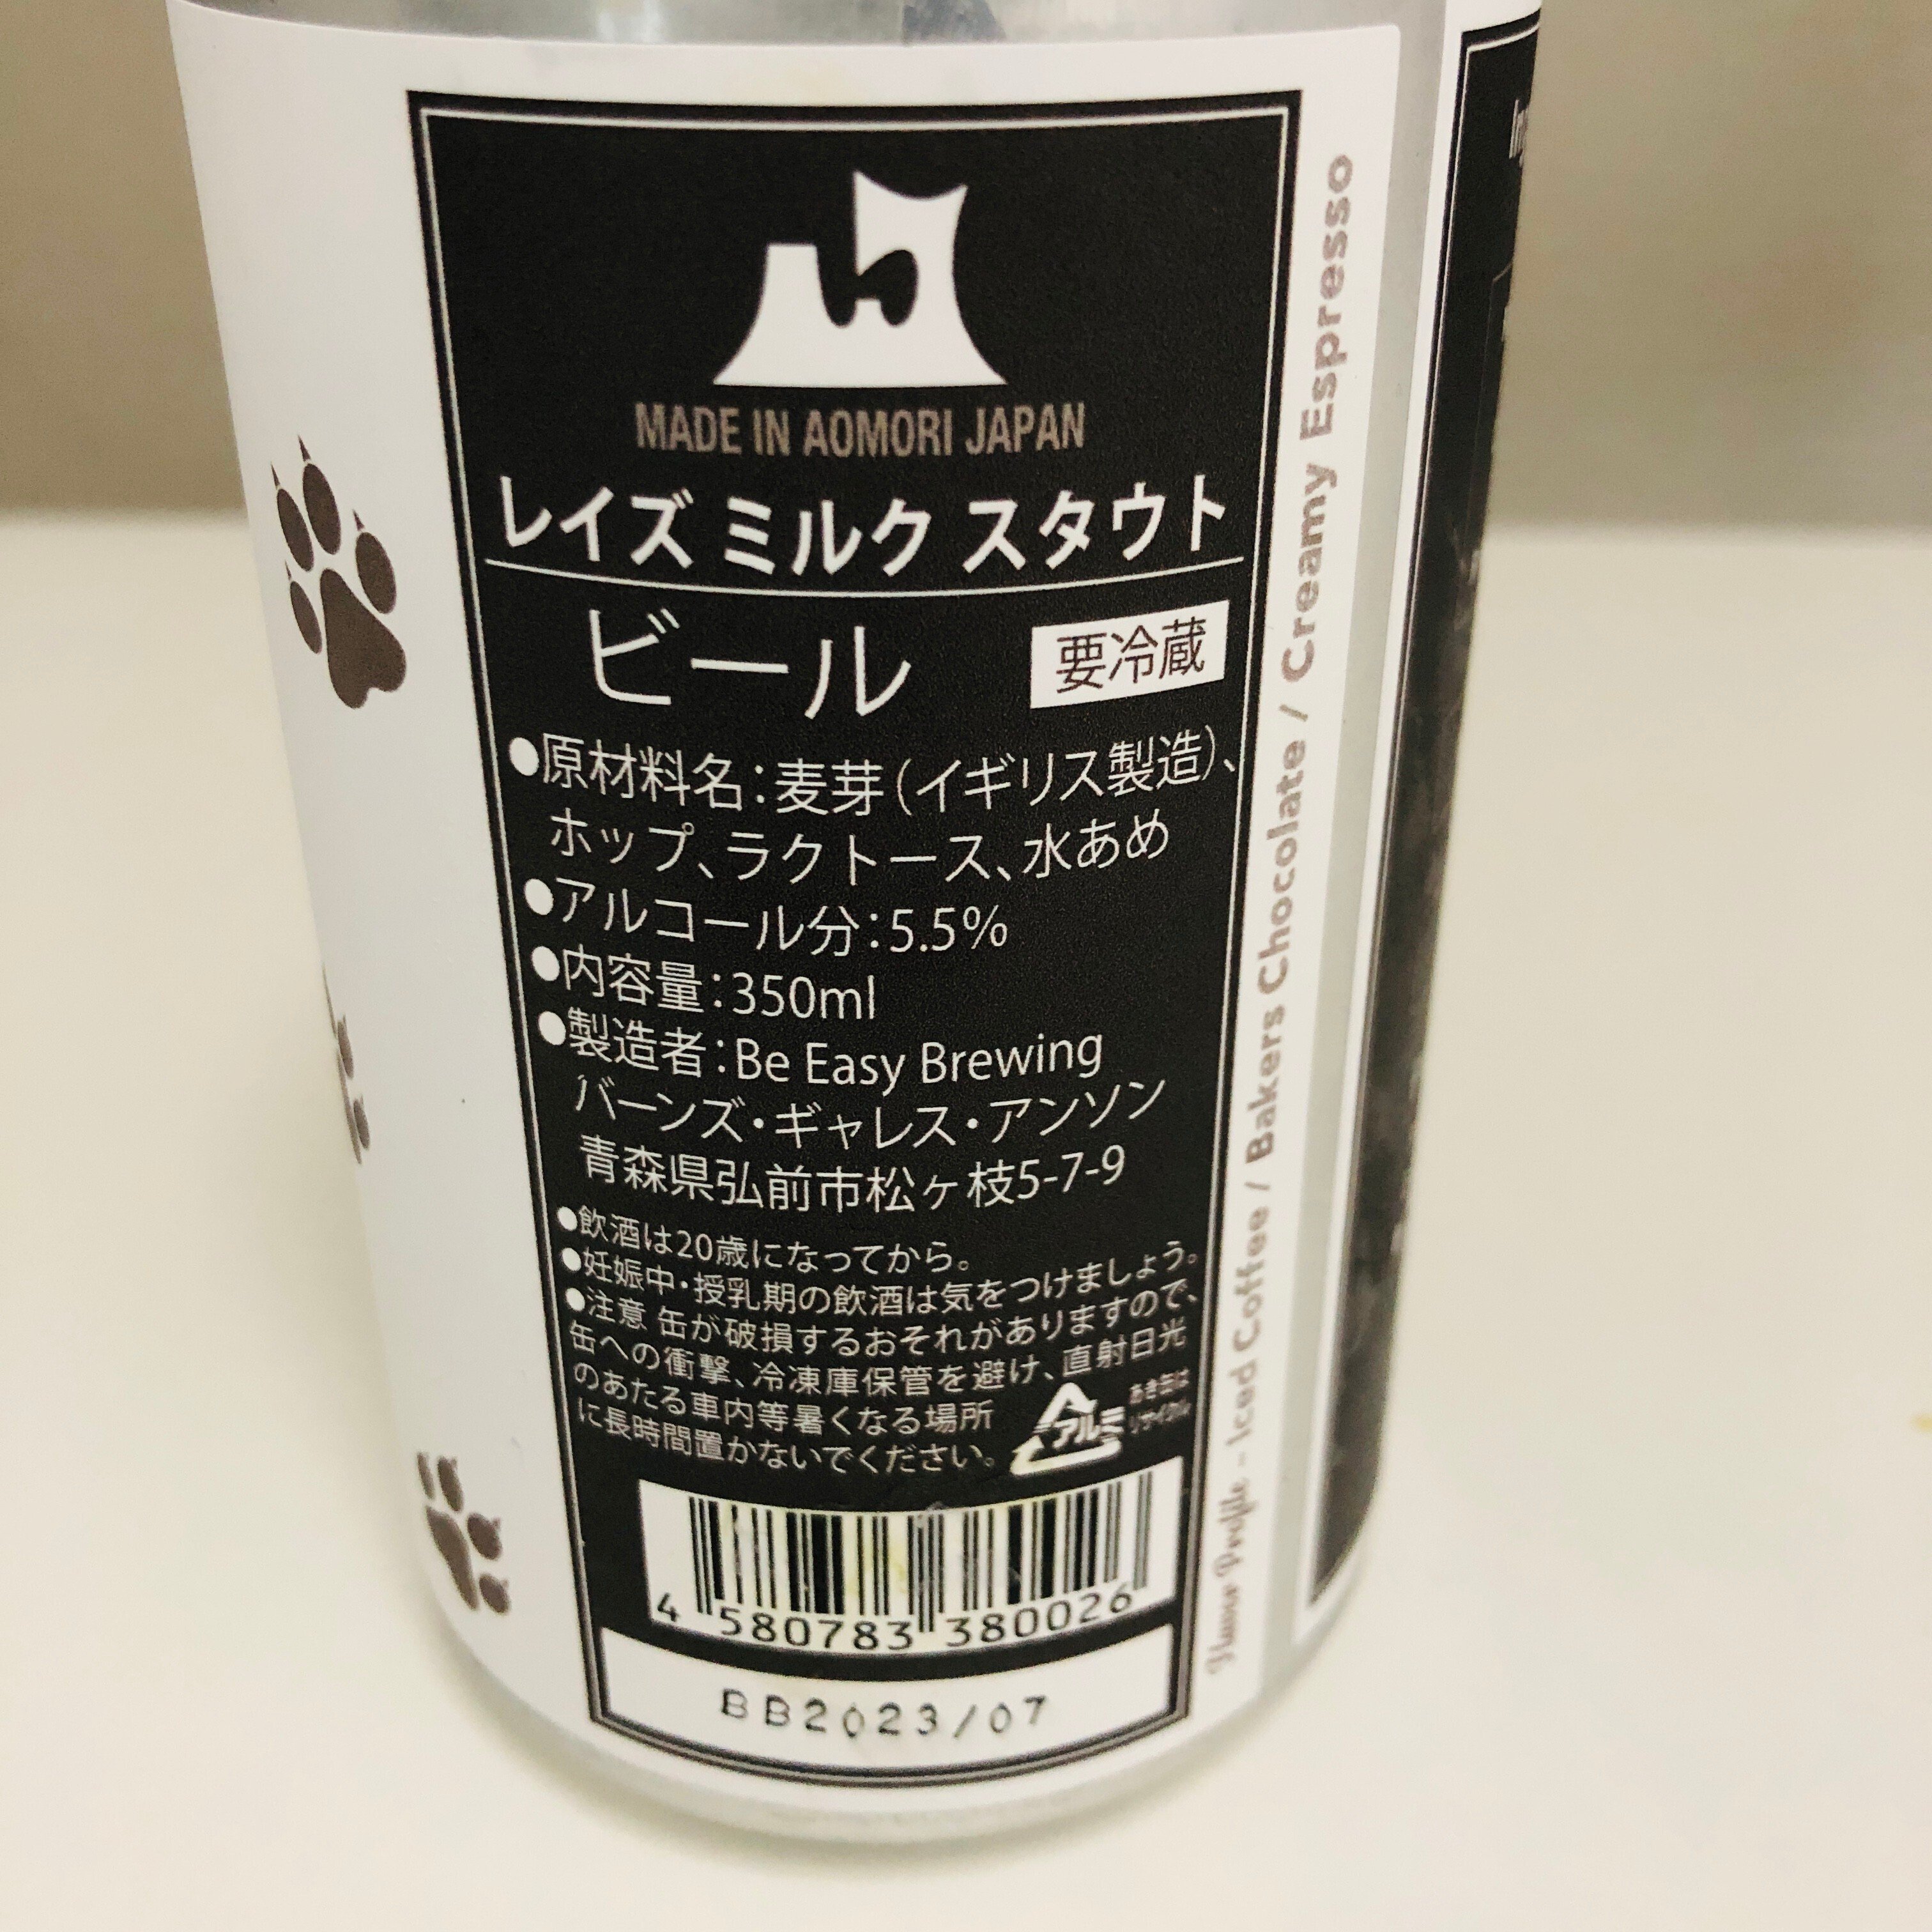 MADE IN AOMORI JAPAN
レイズ ミルク スタウト
ビール
要冷蔵
●原材料名：麦芽（イギリス製造）、
ホップ、ラクトース、水あめ
●アルコール分：5.5％
●内容量：350ml
●製造者：Be Easy Brewing
バーンズ・ギャレス・アンソン
青森県弘前市松ヶ枝5-7-9
●飲酒は20歳になってから。
●妊娠中・授乳期の飲酒は気をつけましょう。
●注意 缶が破損するおそれがありますので、
缶への衝撃、冷凍庫保管を避け、直射日光
のあたる車内等暑くなる場所
に長時間置かないでください。
アルミ
あき缶は
リサイクル
4 580783 380026
BB2023/07
Flavor Profile - Iced Coffee / Bakers Chocolate / Creamy Espresso